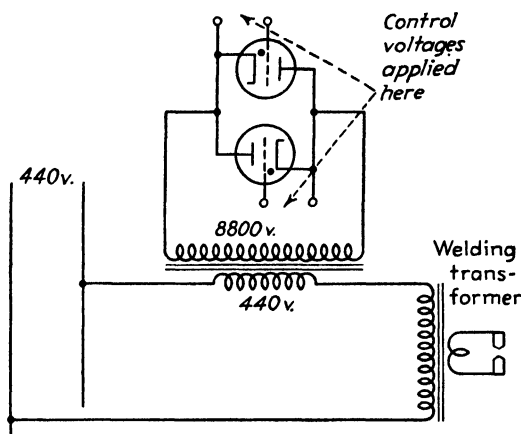 Control
voltages
applied
here
440v.
8800v.
440v.
Welding
trans-
former